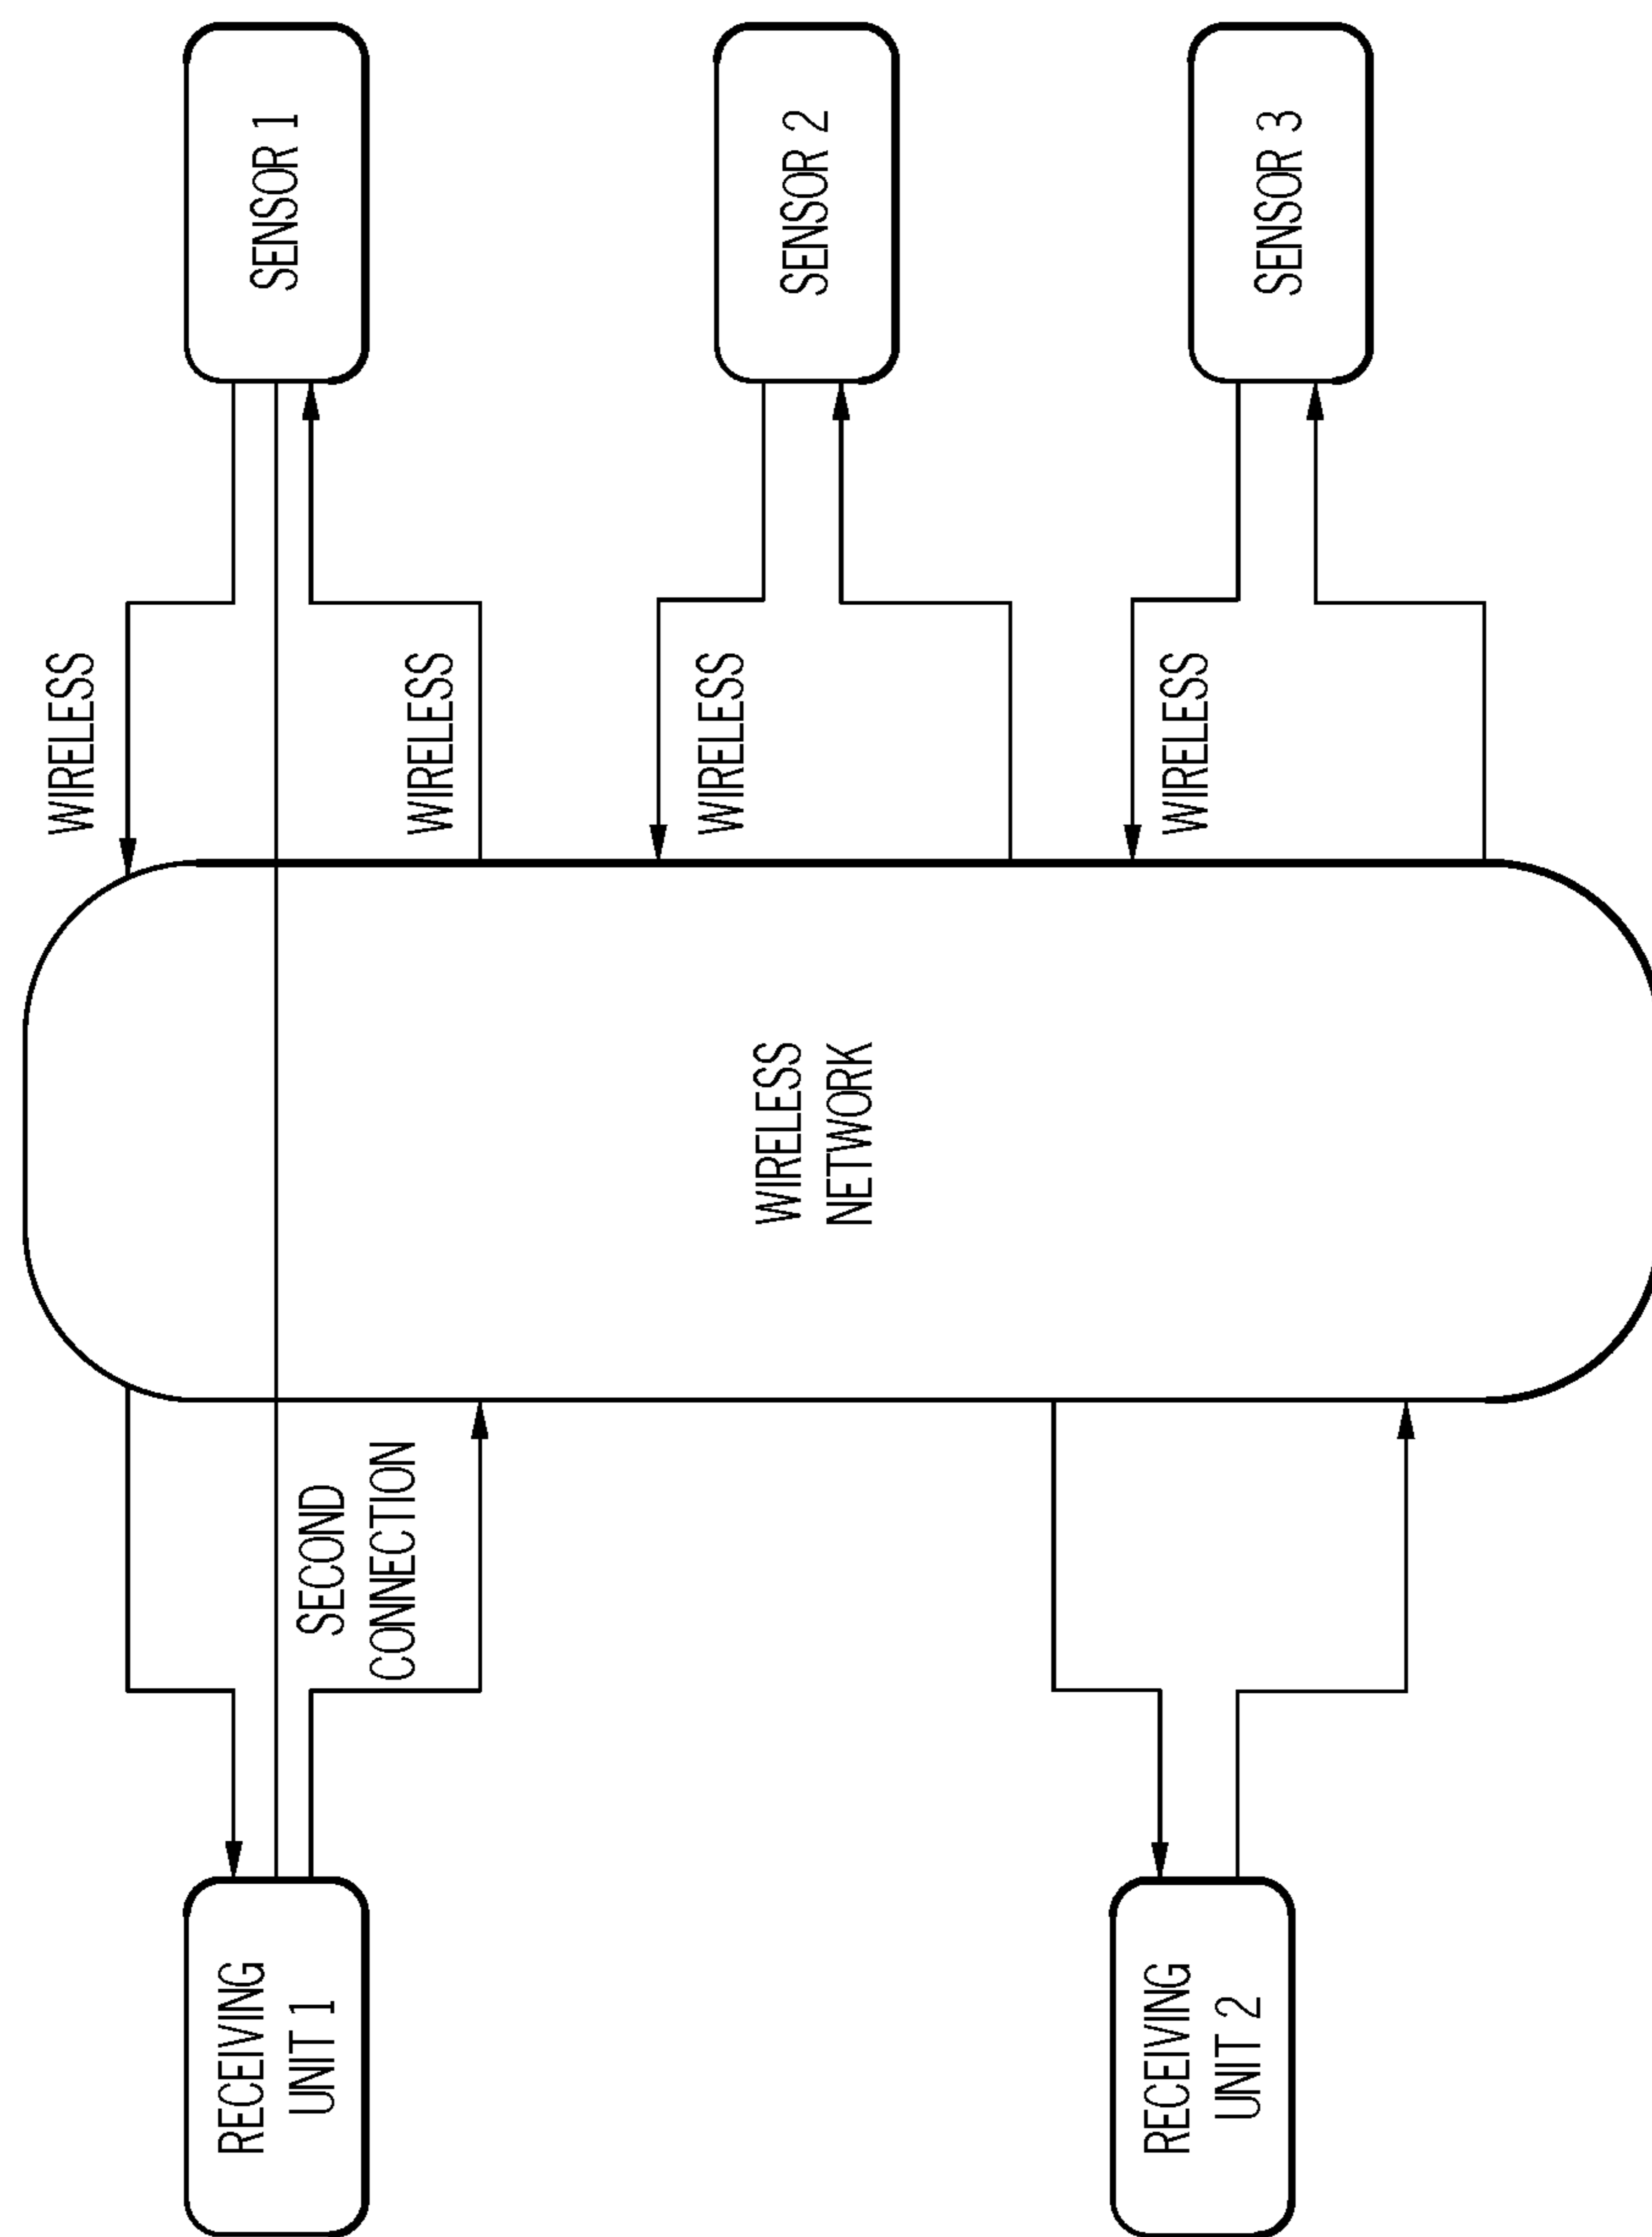 RECEIVING
UNIT 1
SECOND
CONNECTION
WIRELESS
WIRELESS
SENSOR 1
WIRELESS
NETWORK
WIRELESS
SENSOR 2
RECEIVING
UNIT 2
WIRELESS
SENSOR 3